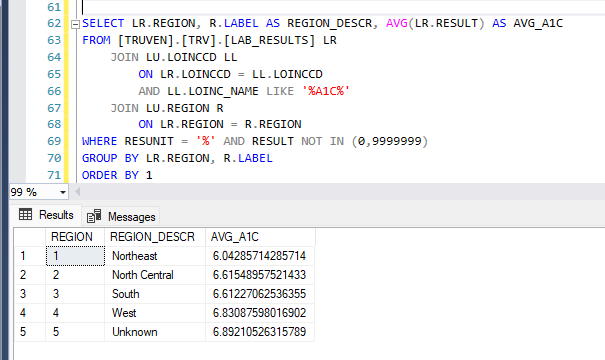 61
62 SELECT LR.REGION, R.LABEL AS REGION_DESCR, AVG(LR.RESULT) AS AVG_A1C
63 FROM [TRUVEN].[TRV].[LAB_RESULTS] LR
64 JOIN LU.LOINCCD LL
65 ON LR.LOINCCD = LL.LOINCCD
66 AND LL.LOINC_NAME LIKE '%A1C%'
67 JOIN LU.REGION R
68 ON LR.REGION = R.REGION
69 WHERE RESUNIT = '%' AND RESULT NOT IN (0,9999999)
70 GROUP BY LR.REGION, R.LABEL
71 ORDER BY 1
99 %
Results Messages
REGION REGION_DESCR AVG_A1C
1 1 Northeast 6.04285714285714
2 2 North Central 6.61548957521433
3 3 South 6.61227062536355
4 4 West 6.83087598016902
5 5 Unknown 6.89210526315789